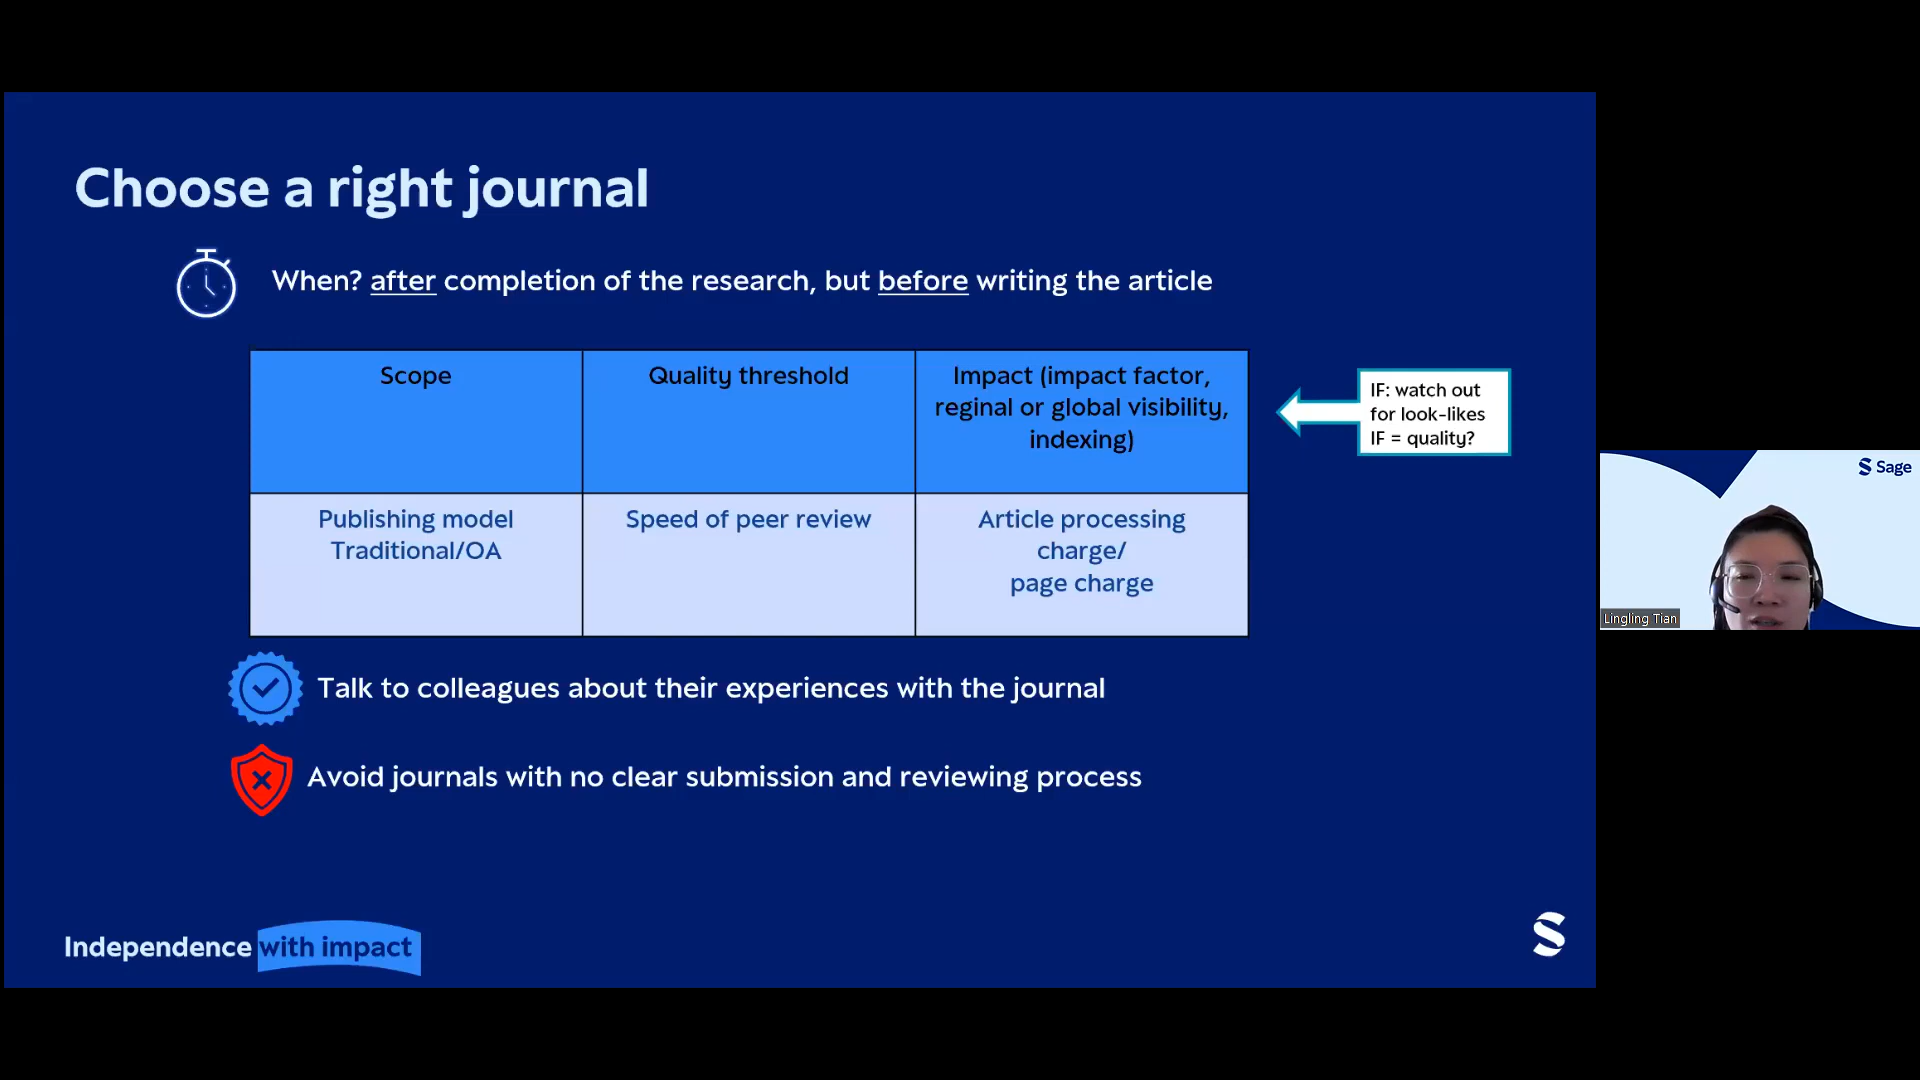 Choose a right journal
When? after completion of the research, but before writing the article
Scope
Quality threshold
Impact (impact factor,
reginal or global visibility,
indexing)
IF: watch out
for look-likes
IF = quality?
Publishing model
Traditional/OA
Speed of peer review
Article processing
charge/
page charge
Talk to colleagues about their experiences with the journal
Avoid journals with no clear submission and reviewing process
Independence with impact
Sage
Lingling Tian